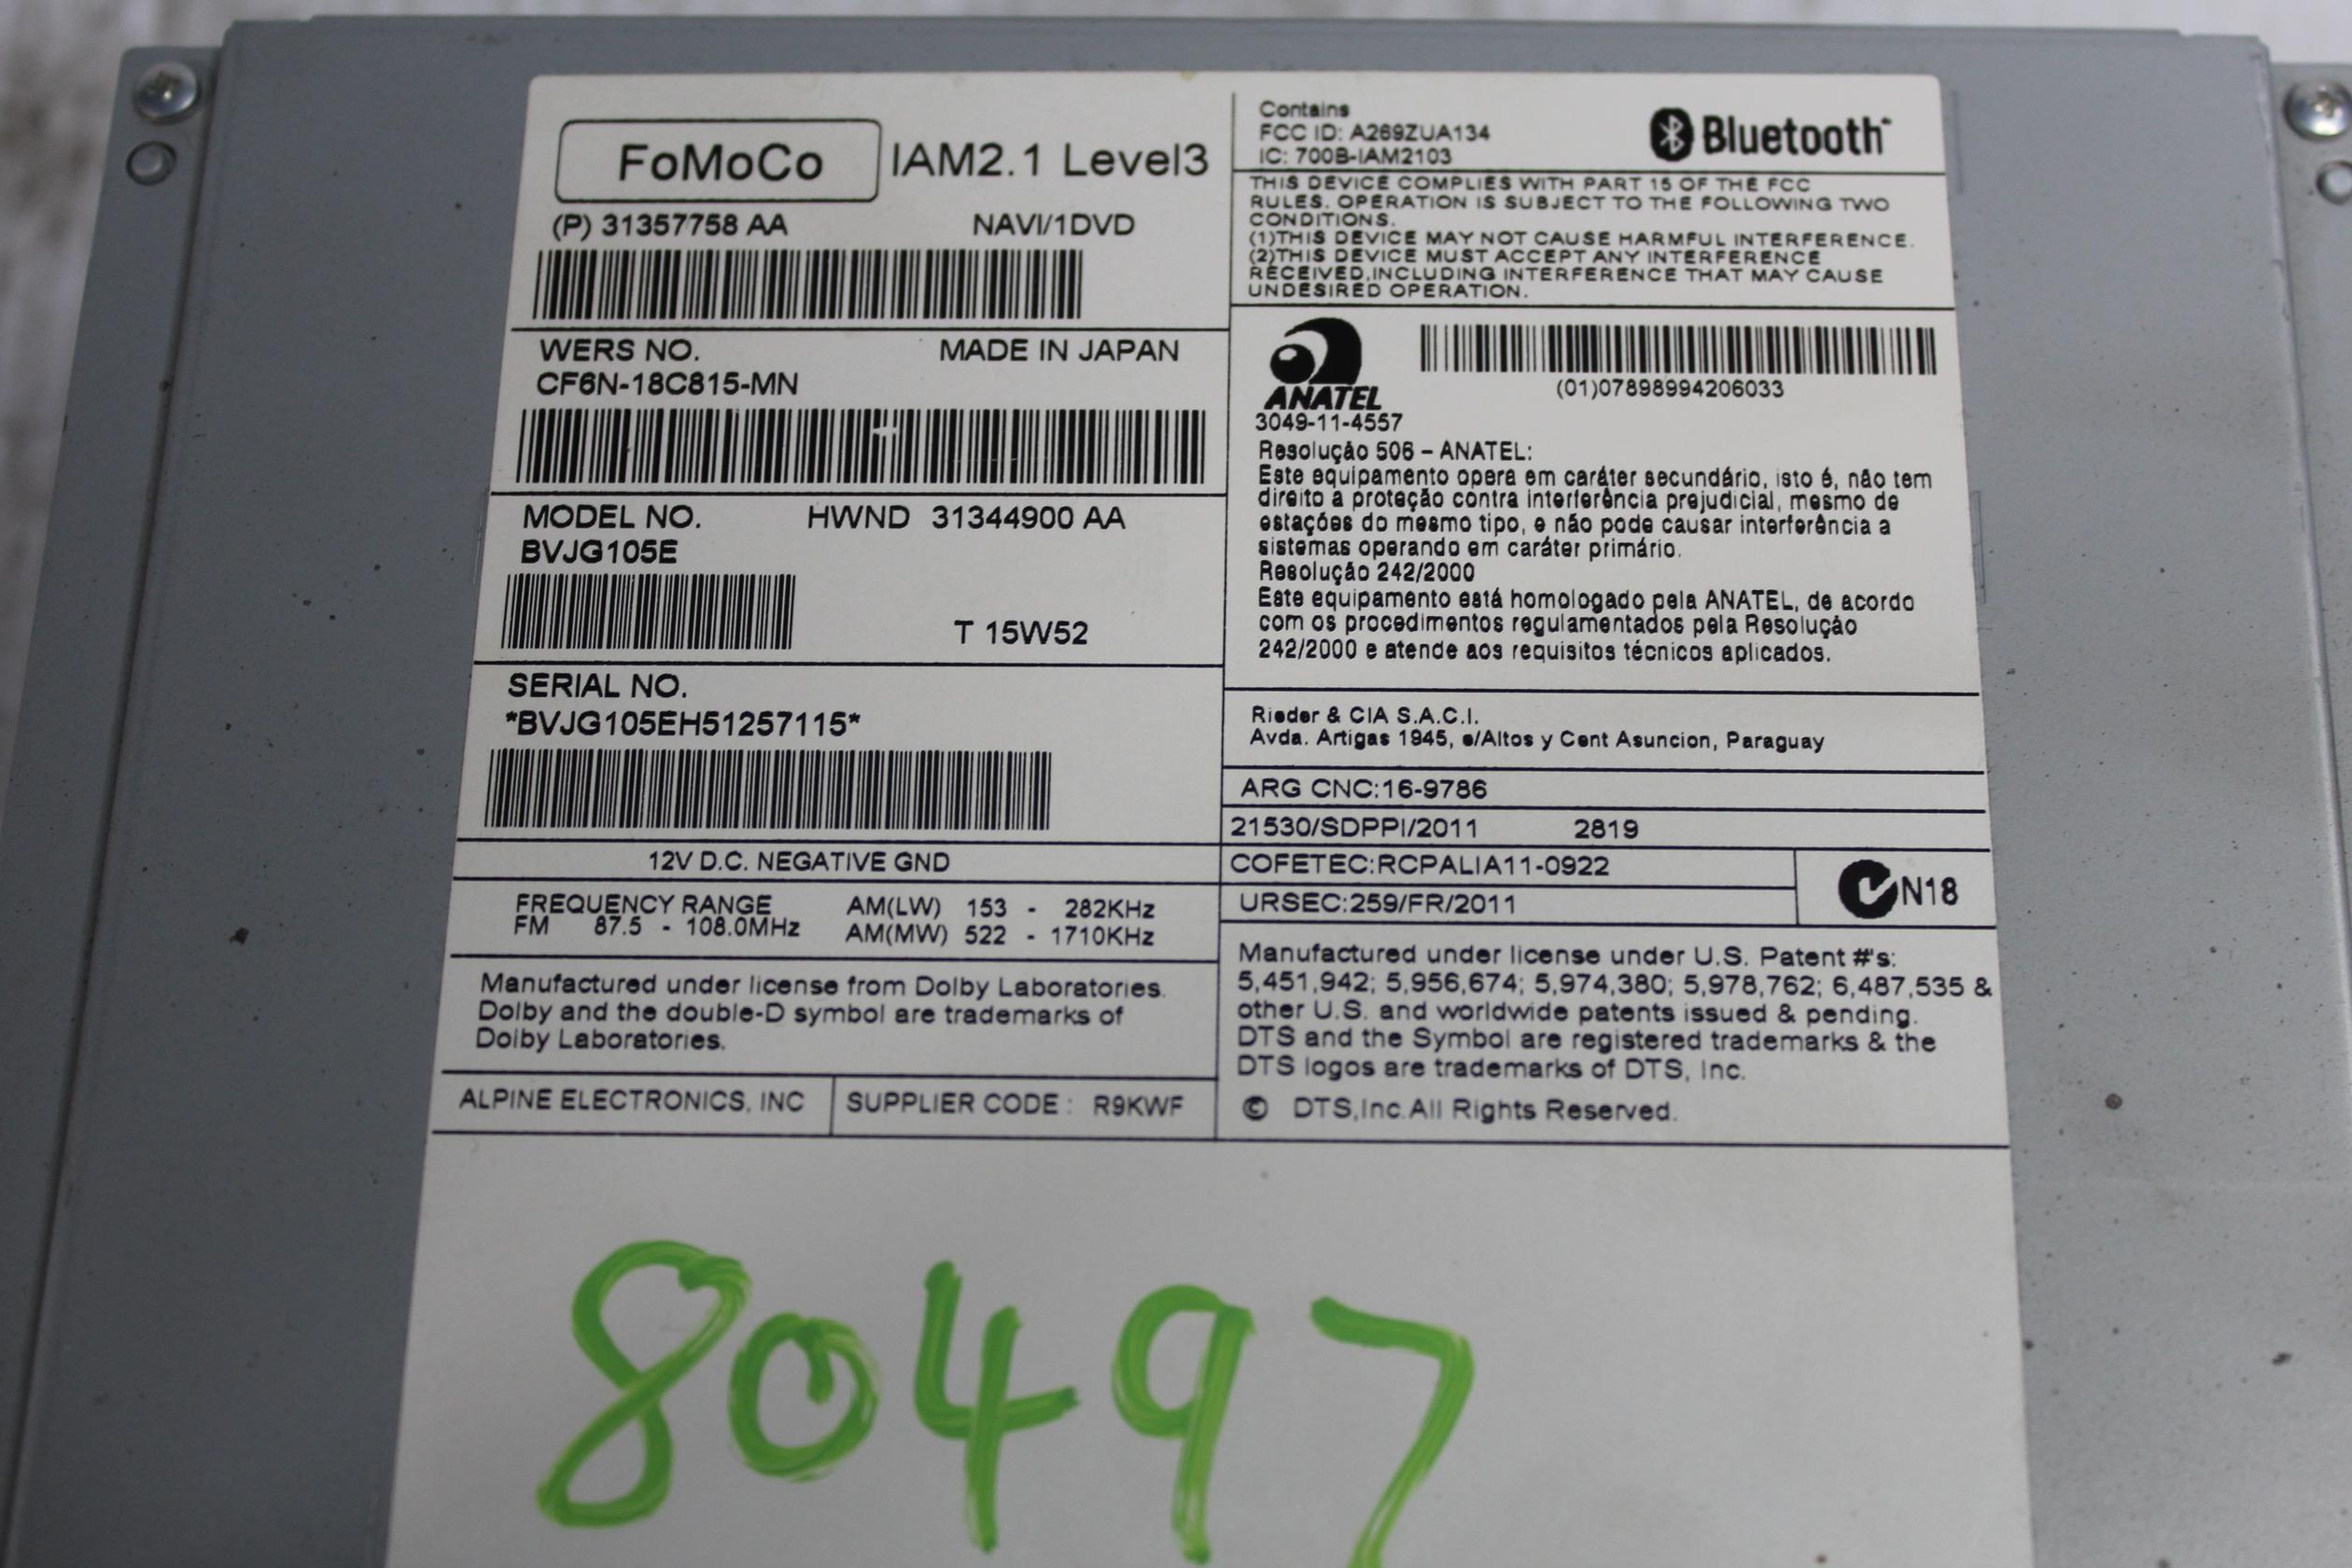 FoMoCo IAM2.1 Level3
(P) 31357758 AA NAVI/1DVD
WERS NO. MADE IN JAPAN
CF6N-18C815-MN
MODEL NO. HWND 31344900 AA
BVJG105E
T 15W52
SERIAL NO.
*BVJG105EH51257115*
12V D.C. NEGATIVE GND
FREQUENCY RANGE AM(LW) 153 - 282KHz
FM 87.5 - 108.0MHz AM(MW) 522 - 1710KHz
Manufactured under license from Dolby Laboratories.
Dolby and the double-D symbol are trademarks of
Dolby Laboratories.
ALPINE ELECTRONICS, INC SUPPLIER CODE : R9KWF
Contains
FCC ID: A269ZUA134
IC: 700B-IAM2103
Bluetooth
THIS DEVICE COMPLIES WITH PART 15 OF THE FCC
RULES. OPERATION IS SUBJECT TO THE FOLLOWING TWO
CONDITIONS.
(1)THIS DEVICE MAY NOT CAUSE HARMFUL INTERFERENCE.
(2)THIS DEVICE MUST ACCEPT ANY INTERFERENCE
RECEIVED,INCLUDING INTERFERENCE THAT MAY CAUSE
UNDESIRED OPERATION.
ANATEL
(01)07898994206033
3049-11-4557
Resolução 506 – ANATEL:
Este equipamento opera em caráter secundário, isto é, não tem
direito a proteção contra interferência prejudicial, mesmo de
estações do mesmo tipo, e não pode causar interferência a
sistemas operando em caráter primário.
Resolução 242/2000
Este equipamento está homologado pela ANATEL, de acordo
com os procedimentos regulamentados pela Resolução
242/2000 e atende aos requisitos técnicos aplicados.
Rieder & CIA S.A.C.I.
Avda. Artigas 1945, e/Altos y Cent Asuncion, Paraguay
ARG CNC:16-9786
21530/SDPPI/2011 2819
COFETEC:RCPALIA11-0922
N18
URSEC:259/FR/2011
Manufactured under license under U.S. Patent #'s:
5,451,942; 5,956,674; 5,974,380; 5,978,762; 6,487,535 &
other U.S. and worldwide patents issued & pending.
DTS and the Symbol are registered trademarks & the
DTS logos are trademarks of DTS, Inc.
© DTS,Inc.All Rights Reserved.
80497